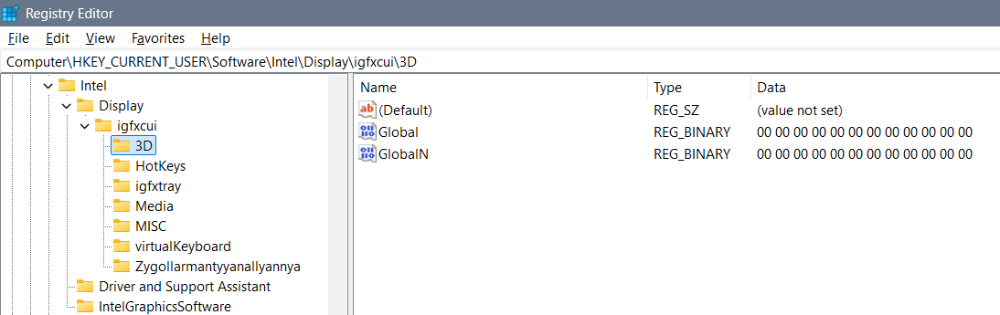 Registry Editor
File Edit View Favorites Help
Computer\HKEY_CURRENT_USER\Software\Intel\Display\igfxcui\3D
Intel
Display
igfxcui
3D
HotKeys
igfxtray
Media
MISC
virtualKeyboard
Zygollarmantyyanallyannya
Driver and Support Assistant
IntelGraphicsSoftware
Name Type Data
(Default) REG_SZ (value not set)
Global REG_BINARY 00 00 00 00 00 00 00 00 00 00 00 00
GlobalN REG_BINARY 00 00 00 00 00 00 00 00 00 00 00 00